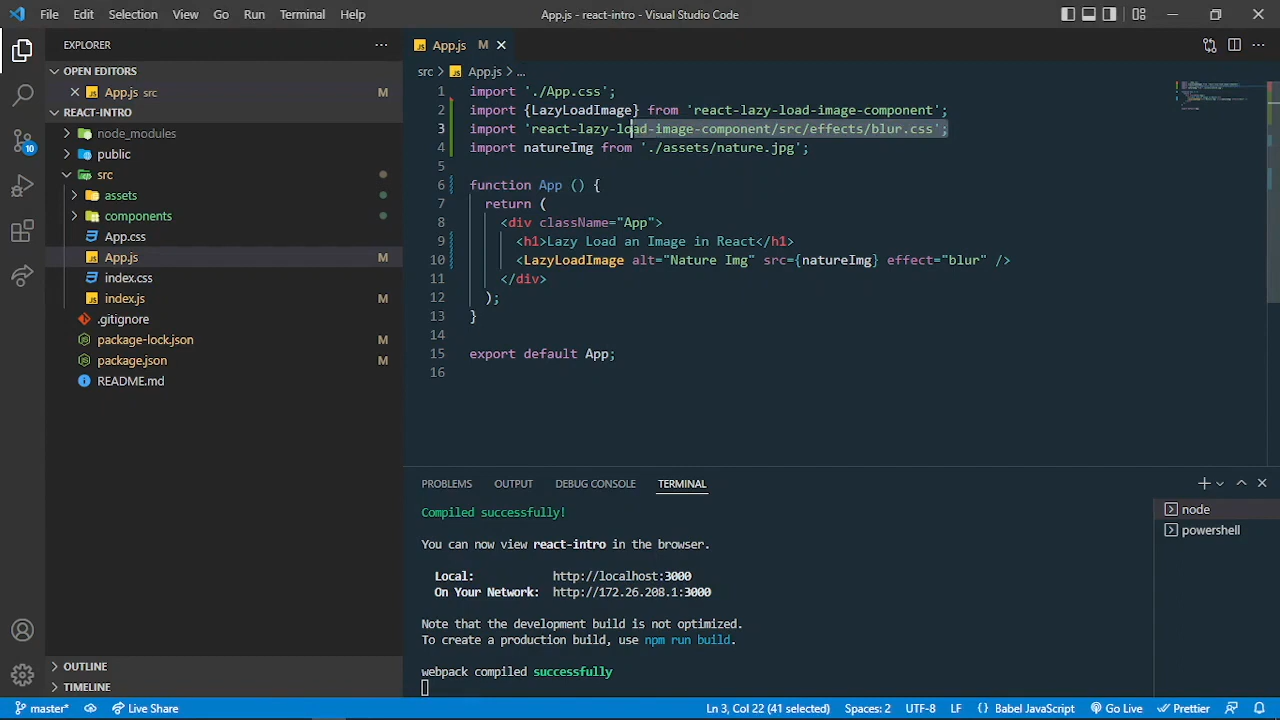 File Edit Selection View Go Run Terminal Help App.js - react-intro - Visual Studio Code
EXPLORER
OPEN EDITORS
App.js src M
REACT-INTRO
node_modules
public
src
assets
components
App.css
App.js M
index.css
index.js M
.gitignore
package-lock.json M
package.json M
README.md
OUTLINE
TIMELINE
10
App.js M
src > App.js > ...
1 import './App.css';
2 import {LazyLoadImage} from 'react-lazy-load-image-component';
3 import 'react-lazy-load-image-component/src/effects/blur.css';
4 import natureImg from './assets/nature.jpg';
5
6 function App () {
7 return (
8 <div className="App">
9 <h1>Lazy Load an Image in React</h1>
10 <LazyLoadImage alt="Nature Img" src={natureImg} effect="blur" />
11 </div>
12 );
13 }
14
15 export default App;
16
PROBLEMS OUTPUT DEBUG CONSOLE TERMINAL
Compiled successfully!
You can now view react-intro in the browser.
Local: http://localhost:3000
On Your Network: http://172.26.208.1:3000
Note that the development build is not optimized.
To create a production build, use npm run build.
webpack compiled successfully
node
powershell
master* Live Share Ln 3, Col 22 (41 selected) Spaces: 2 UTF-8 LF {} Babel JavaScript Go Live Prettier